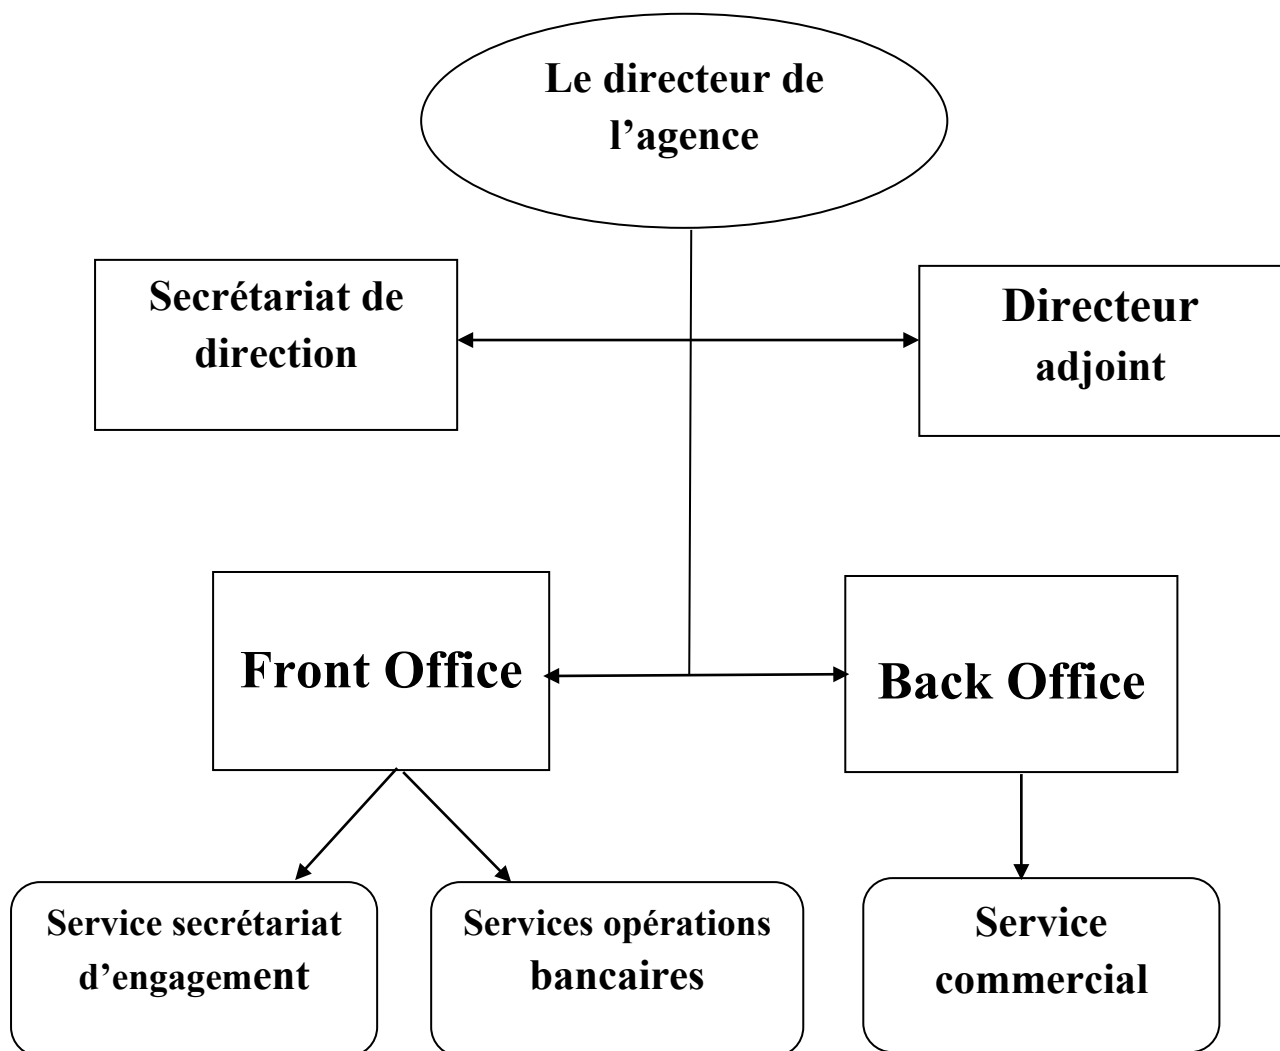 Le directeur de
l’agence
Secrétariat de
direction
Directeur
adjoint
Front Office
Back Office
Service secrétariat
d’engagement
Services opérations
bancaires
Service
commercial